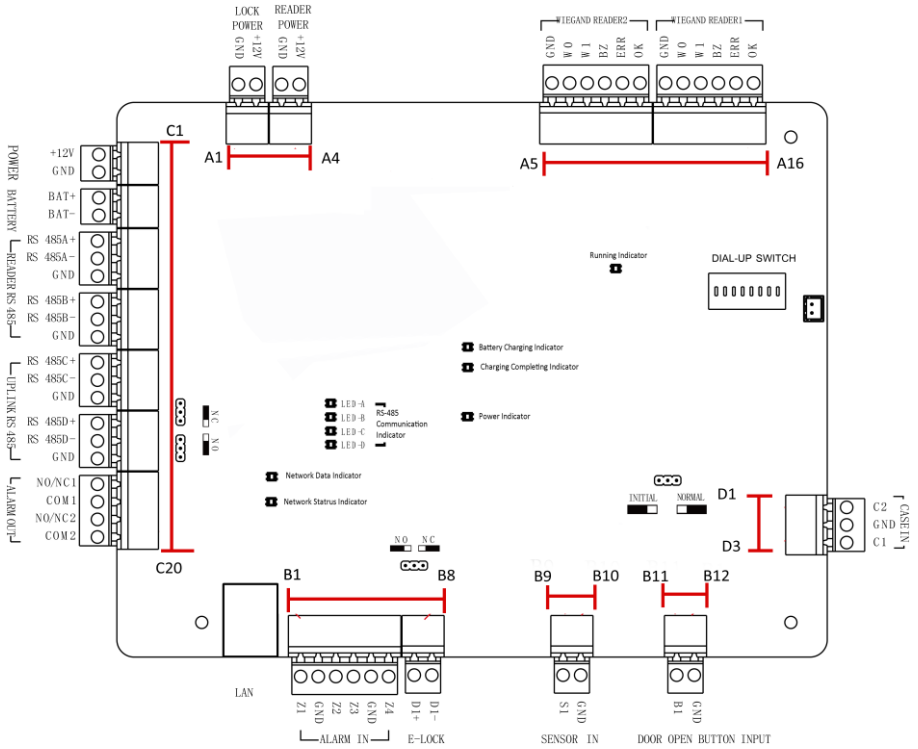 LOCK POWER
READER POWER
GND
+12V
GND
+12V
WIEGAND READER2
WIEGAND READER1
GND
W0
W1
BZ
ERR
OK
GND
W0
W1
BZ
ERR
OK
C1
A1
A4
A5
A16
POWER
+12V
GND
BATTERY
BAT+
BAT-
READER RS 485
RS 485A+
RS 485A-
GND
RS 485B+
RS 485B-
GND
UPLINK RS 485
RS 485C+
RS 485C-
GND
RS 485D+
RS 485D-
GND
ALARM OUT
NO/NC1
COM1
NO/NC2
COM2
C20
NC
NO
Running Indicator
DIAL-UP SWITCH
Battery Charging Indicator
Charging Completing Indicator
LED-A
LED-B
LED-C
LED-D
RS-485
Communication
Indicator
Power Indicator
Network Data Indicator
Network Statrus Indicator
INITIAL
NORMAL
D1
D3
C2
GND
C1
CASE IN
NO
NC
B1
B8
B9
B10
B11
B12
LAN
Z1
GND
Z2
Z3
GND
Z4
D1+
D1-
S1
GND
B1
GND
ALARM IN
E-LOCK
SENSOR IN
DOOR OPEN BUTTON INPUT